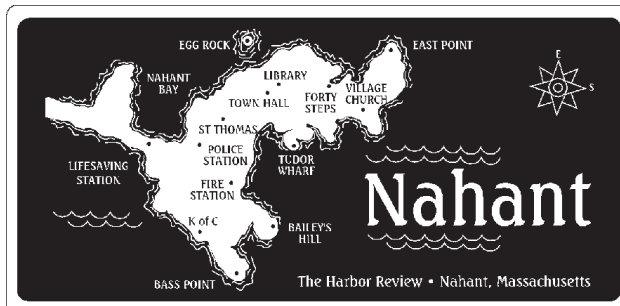 EGG ROCK
EAST POINT
NAHANT
BAY
LIBRARY
TOWN HALL
FORTY
STEPS
VILLAGE
CHURCH
E
S
ST THOMAS
POLICE
STATION
TUDOR
WHARF
LIFESAVING
STATION
FIRE
STATION
K of C
BAILEY'S
HILL
BASS POINT
Nahant
The Harbor Review • Nahant, Massachusetts